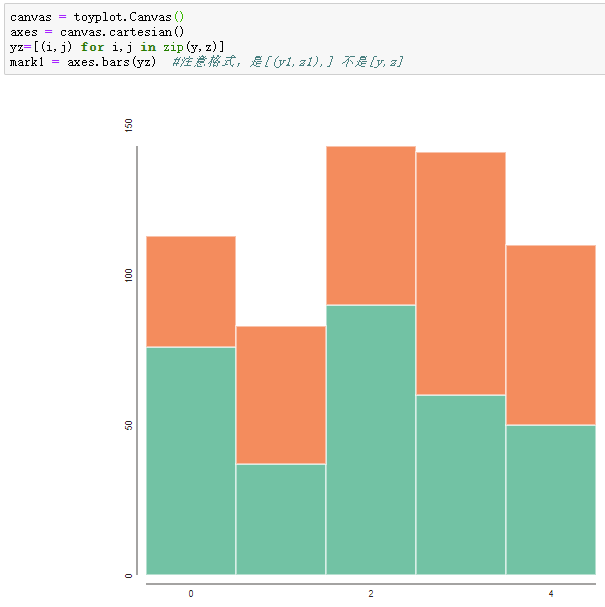 canvas = toyplot.Canvas()
axes = canvas.cartesian()
yz=[(i,j) for i,j in zip(y,z)]
mark1 = axes.bars(yz)  #注意格式，是[(y1,z1),] 不是[y,z]
150
100
50
0
0 2 4